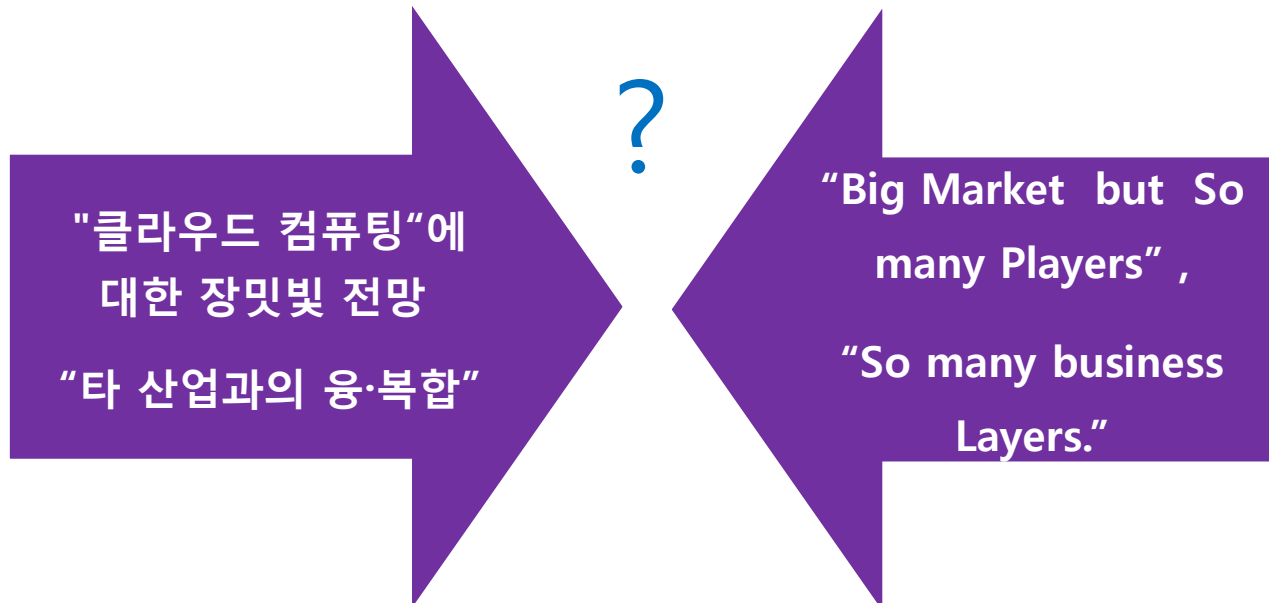 ?
"클라우드 컴퓨팅“에
대한 장밋빛 전망
“타 산업과의 융·복합”
“Big Market but So
many Players” ,
“So many business
Layers.”